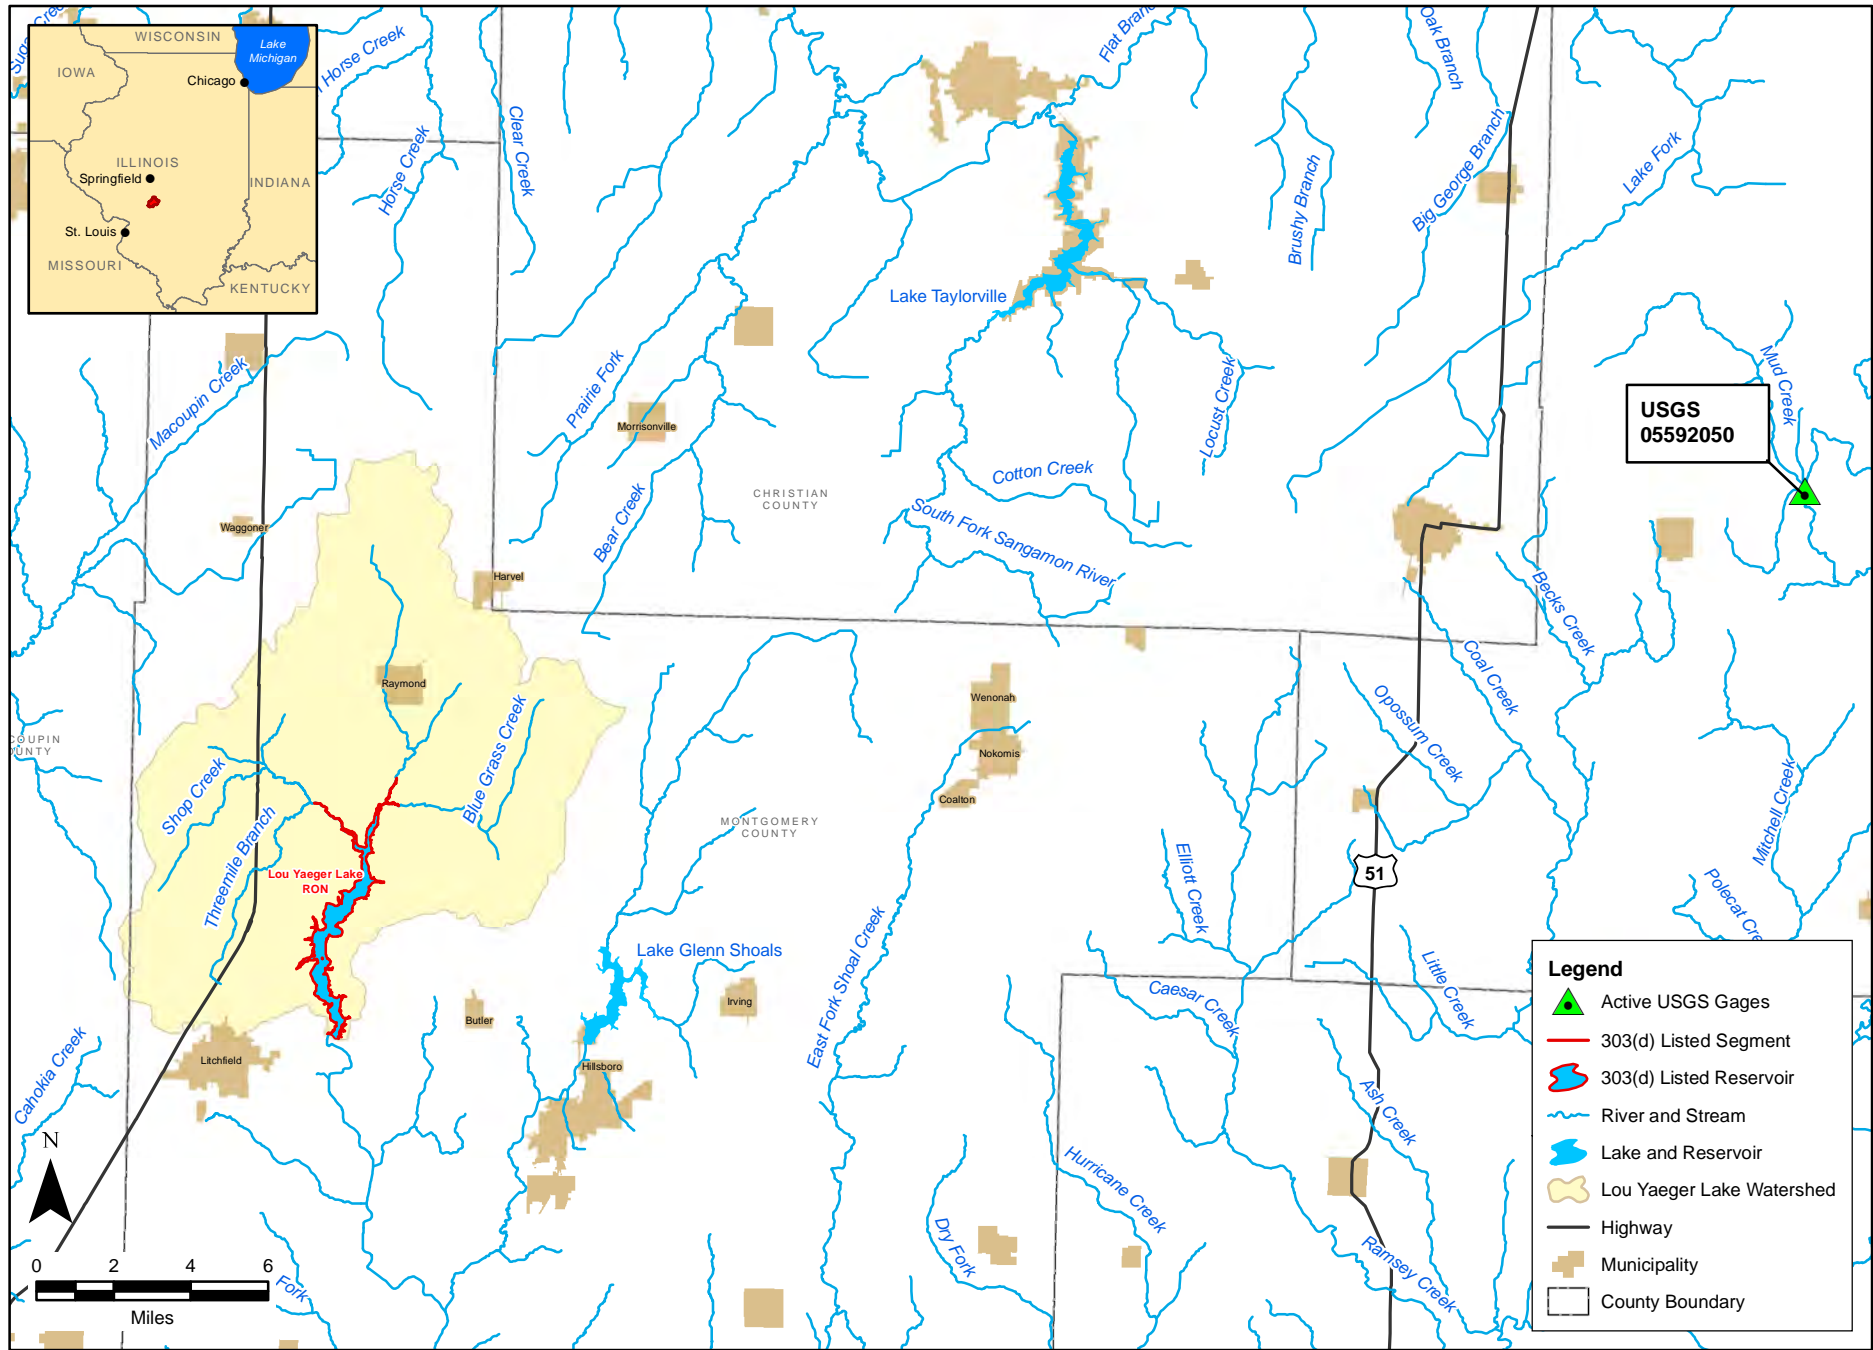 WISCONSIN
Lake
Michigan
IOWA
Chicago
ILLINOIS
Springfield
INDIANA
St. Louis
MISSOURI
KENTUCKY
Horse Creek
Horse Creek
Clear Creek
Flat Branc
Oak Branch
Big George Branch
Brushy Branch
Lake Fork
Lake Taylorville
Macoupin Creek
Prairie Fork
Morrisonville
Locust Creek
Mud Creek
USGS
05592050
Cotton Creek
CHRISTIAN
COUNTY
South Fork Sangamon River
Bear Creek
Waggoner
Harvel
Becks Creek
Coal Creek
Raymond
Wenonah
Opossum Creek
Nokomis
Coalton
COUPIN
UNTY
Shop Creek
Blue Grass Creek
Threemile Branch
MONTGOMERY
COUNTY
Mitchell Creek
Elliott Creek
51
Lou Yaeger Lake
RON
Polecat Cre
Lake Glenn Shoals
East Fork Shoal Creek
Little Creek
Irving
Butler
Caesar Creek
Litchfield
Hillsboro
Cahokia Creek
Ash Creek
Hurricane Creek
Dry Fork
Ramsey Creek
Fork
N
0 2 4 6
Miles
Legend
Active USGS Gages
303(d) Listed Segment
303(d) Listed Reservoir
River and Stream
Lake and Reservoir
Lou Yaeger Lake Watershed
Highway
Municipality
County Boundary